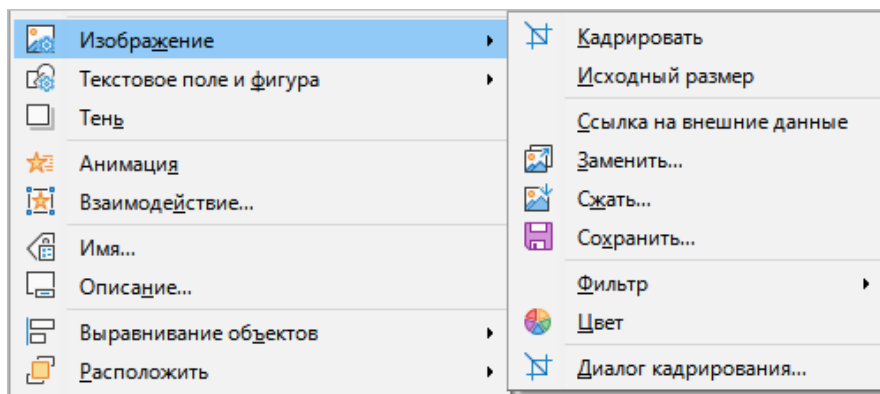 Изображение
Текстовое поле и фигура
Тень
Анимация
Взаимодействие...
Имя...
Описание...
Выравнивание объектов
Расположить
Кадрировать
Исходный размер
Ссылка на внешние данные
Заменить...
Сжать...
Сохранить...
Фильтр
Цвет
Диалог кадрирования...